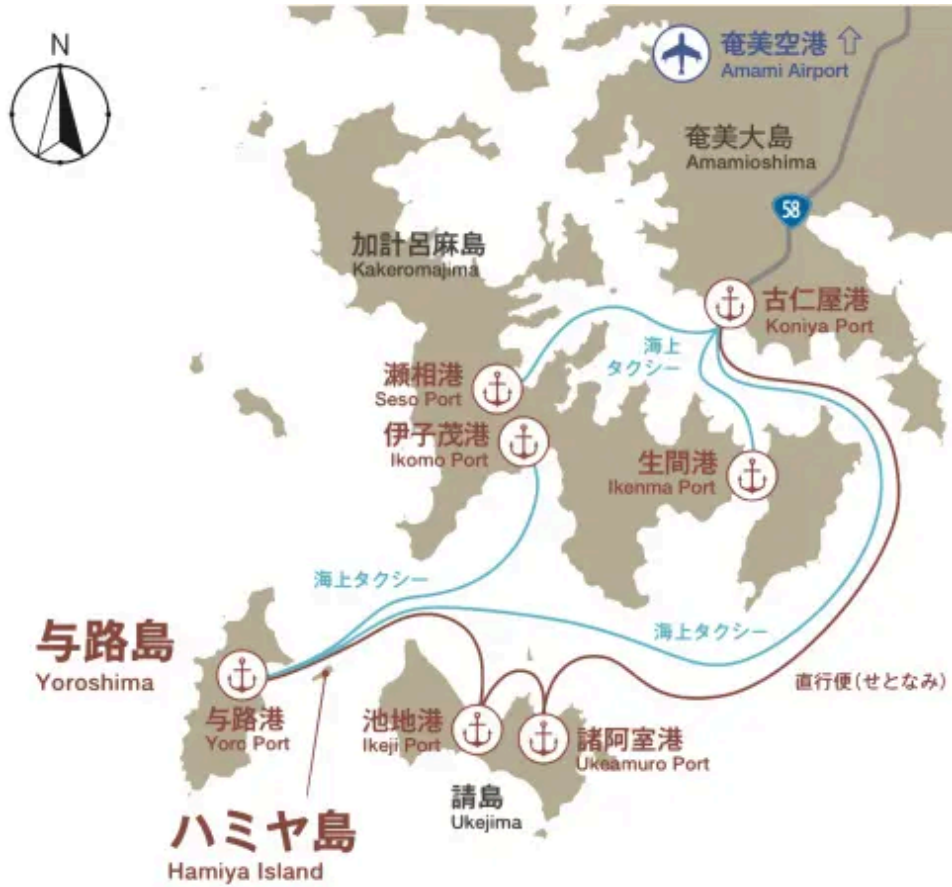 N
奄美空港
Amami Airport
奄美大島
Amamioshima
58
加計呂麻島
Kakeromajima
古仁屋港
Koniya Port
海上
タクシー
瀬相港
Seso Port
伊子茂港
Ikomo Port
生間港
Ikenma Port
海上タクシー
海上タクシー
与路島
Yoroshima
直行便(せとなみ)
与路港
Yoro Port
池地港
Ikeji Port
諸阿室港
Ukeamuro Port
請島
Ukejima
ハミヤ島
Hamiya Island